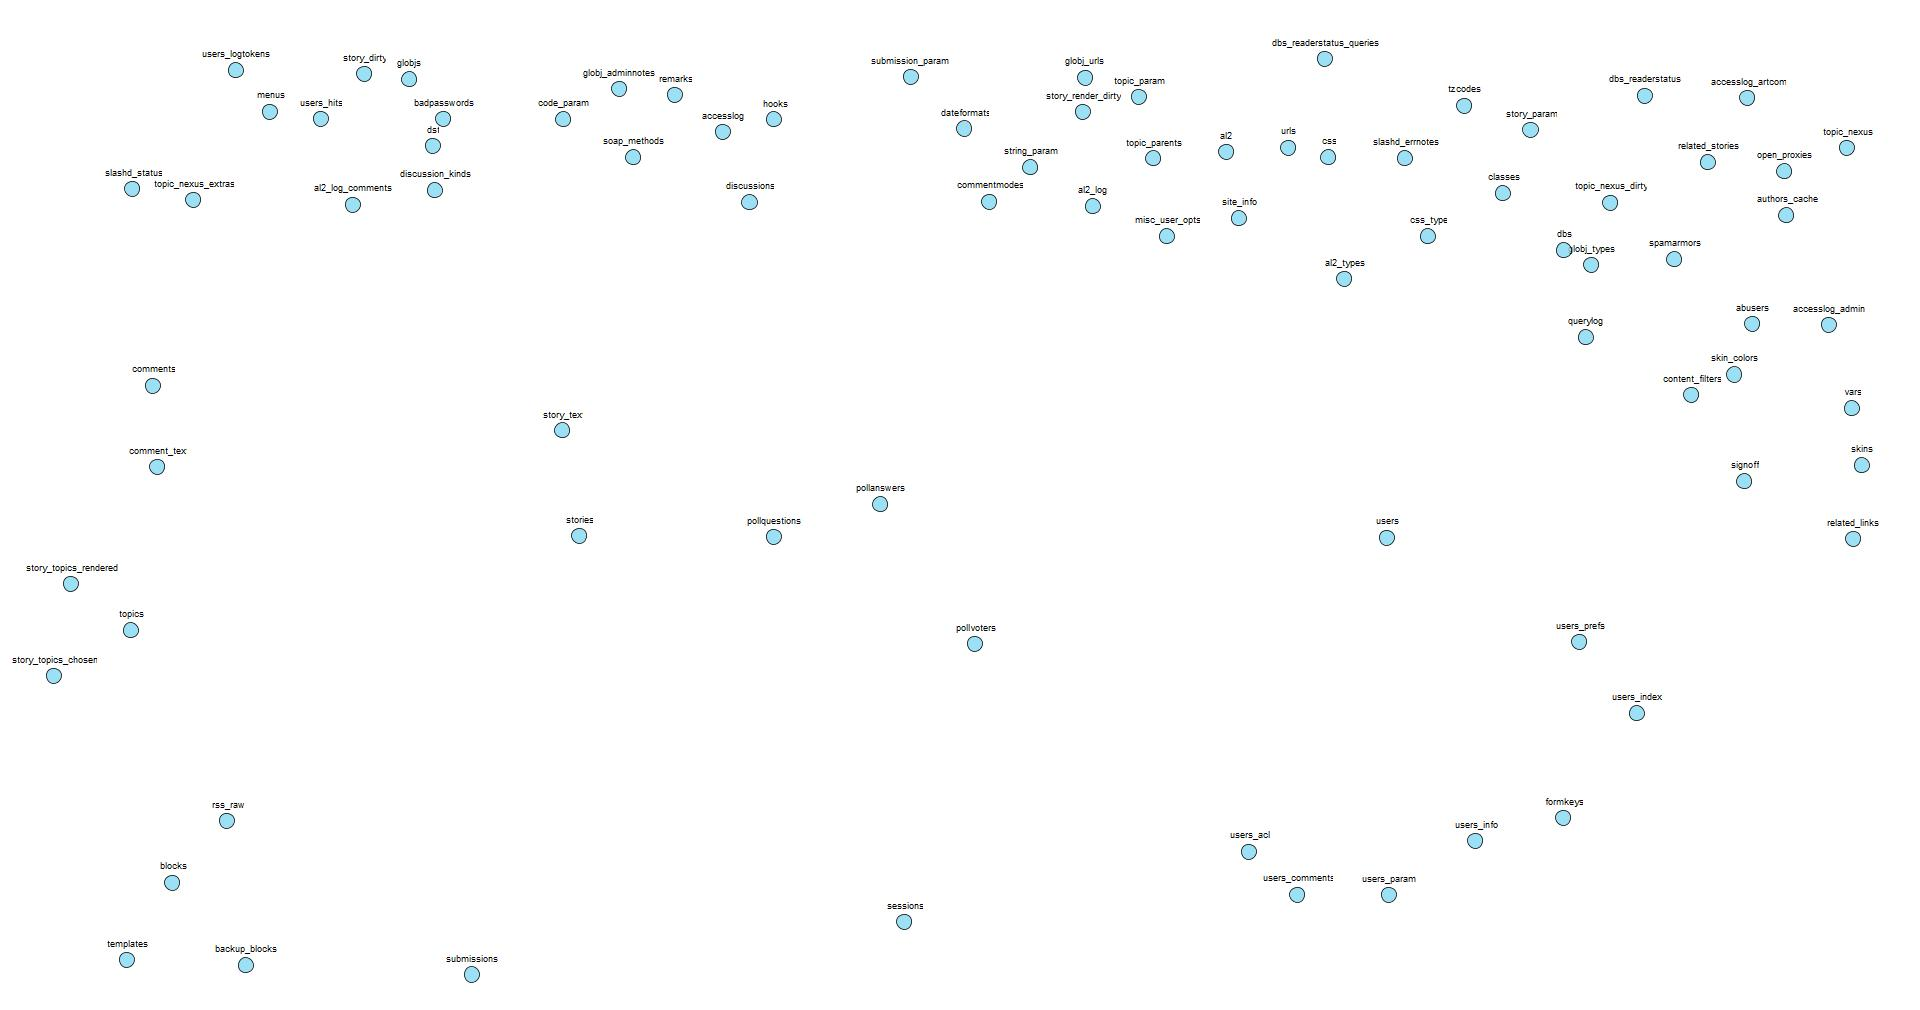 dbs_readerstatus_queries
users_logtokens
story_dirty
globjs
submission_param
globj_urls
globj_adminnotes
remarks
topic_param
dbs_readerstatus
accesslog_artcom
tzcodes
menus
users_hits
badpasswords
code_param
hooks
story_render_dirty
accesslog
dateformats
story_param
dst
soap_methods
string_param
topic_parents
al2
urls
css
slashd_errnotes
topic_nexus
related_stories
open_proxies
slashd_status
topic_nexus_extras
al2_log_comments
discussion_kinds
discussions
commentmodes
al2_log
classes
topic_nexus_dirty
authors_cache
misc_user_opts
site_info
css_type
dbs
globj_types
spamarmors
al2_types
querylog
abusers
accesslog_admin
skin_colors
comments
content_filters
vars
story_tex
comment_tex
skins
signoff
pollanswers
stories
pollquestions
users
related_links
story_topics_rendered
topics
pollvoters
users_prefs
story_topics_chosen
users_index
rss_raw
formkeys
users_acl
users_info
blocks
users_comments
users_param
sessions
templates
backup_blocks
submissions